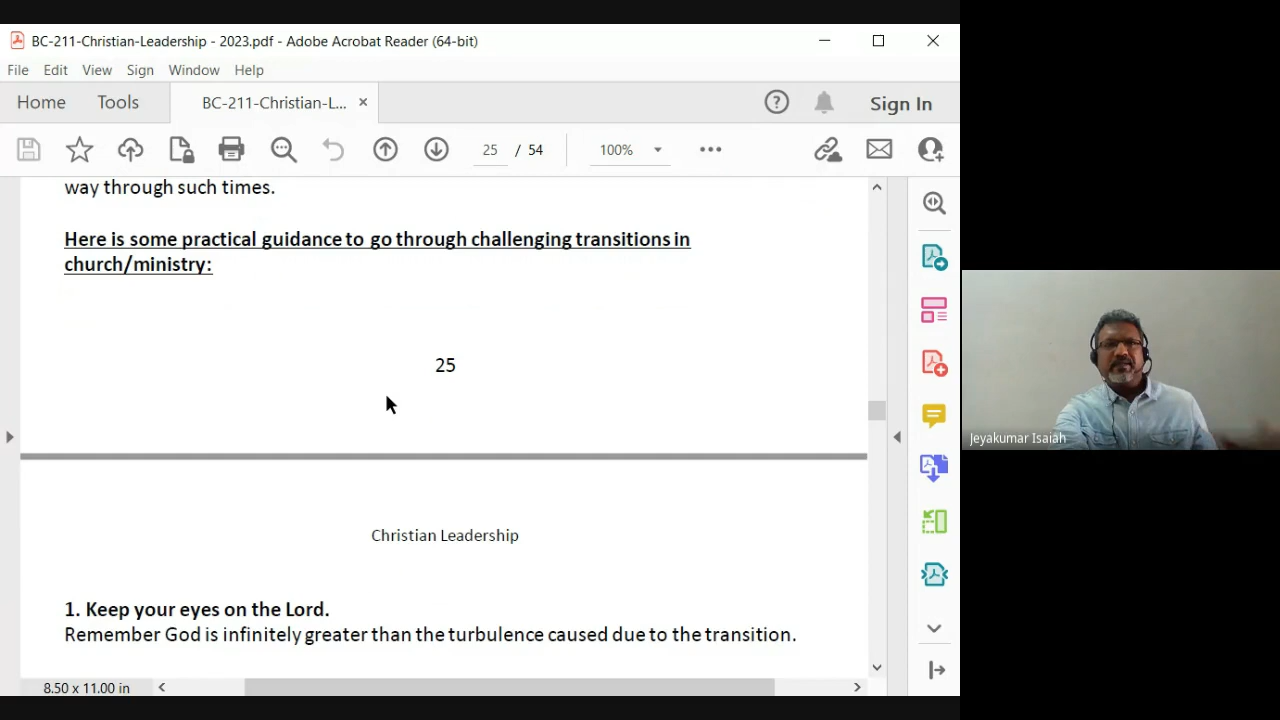 BC-211-Christian-Leadership - 2023.pdf - Adobe Acrobat Reader (64-bit)
File Edit View Sign Window Help
Home Tools BC-211-Christian-L... × Sign In
25 / 54 100%
way through such times.
Here is some practical guidance to go through challenging transitions in
church/ministry:
25
Christian Leadership
1. Keep your eyes on the Lord.
Remember God is infinitely greater than the turbulence caused due to the transition.
8.50 x 11.00 in
Jeyakumar Isaiah